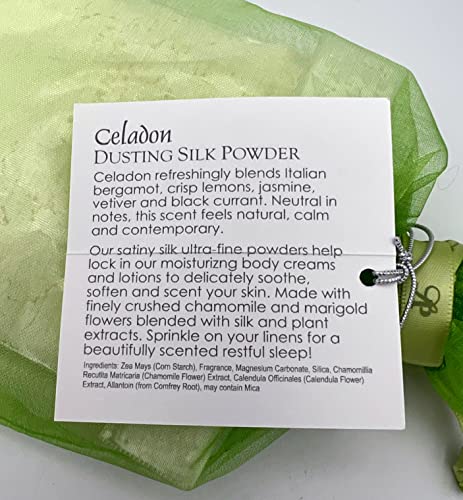 Celadon
DUSTING SILK POWDER
Celadon refreshingly blends Italian
bergamot, crisp lemons, jasmine,
vetiver and black currant. Neutral in
notes, this scent feels natural, calm
and contemporary.
Our satiny silk ultra-fine powders help
lock in our moisturizng body creams
and lotions to delicately soothe,
soften and scent your skin. Made with
finely crushed chamomile and marigold
flowers blended with silk and plant
extracts. Sprinkle on your linens for a
beautifully scented restful sleep!
Ingredients: Zea Mays (Corn Starch), Fragrance, Magnesium Carbonate, Silica, Chamomillia
Recutita Matricaria (Chamomile Flower) Extract, Calendula Officinales (Calendula Flower)
Extract, Allantoin (from Comfrey Root), may contain Mica